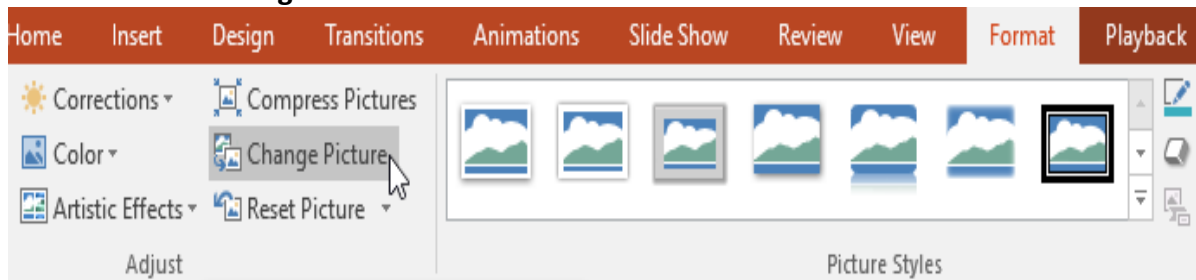 Home Insert Design Transitions Animations Slide Show Review View Format Playback
Corrections Compress Pictures
Color Change Picture
Artistic Effects Reset Picture
Adjust Picture Styles